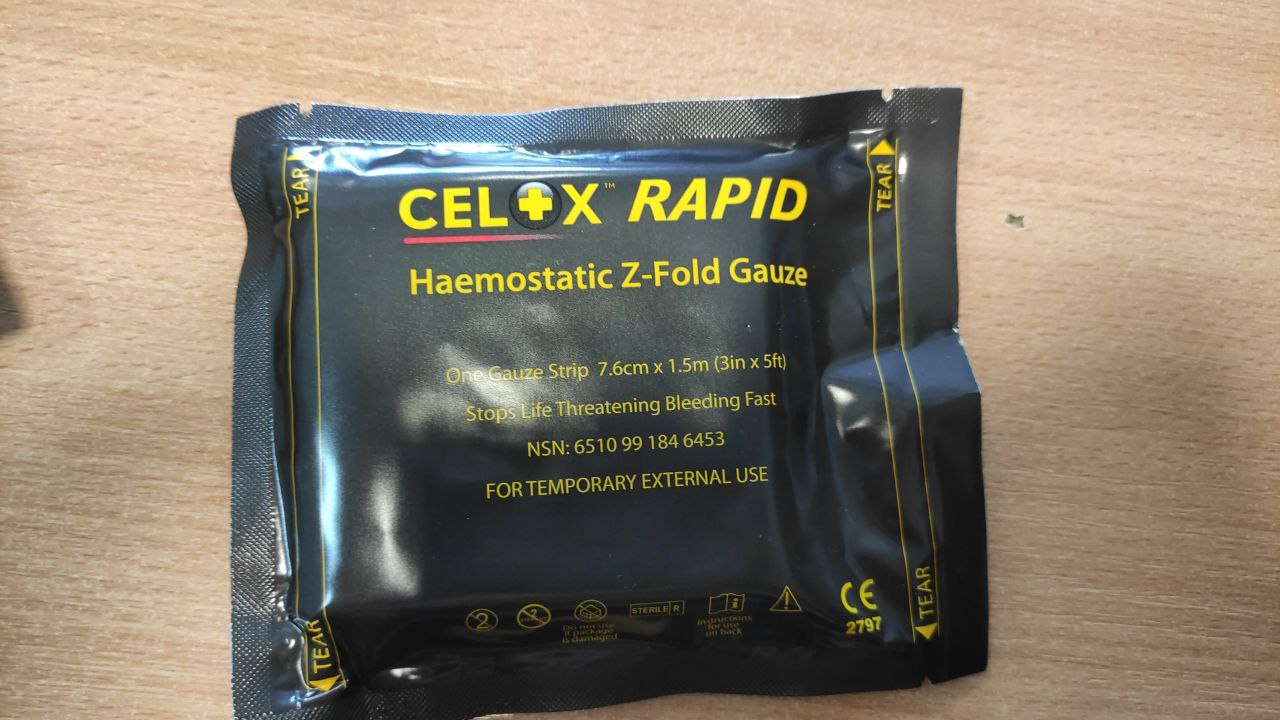 TEAR
TEAR
CELOX™ RAPID
Haemostatic Z-Fold Gauze
One Gauze Strip 7.6cm x 1.5m (3in x 5ft)
Stops Life Threatening Bleeding Fast
NSN: 6510 99 184 6453
FOR TEMPORARY EXTERNAL USE
2
2
Do not use
if package
is damaged
STERILE R
Instructions
for use
on back
CE
2797
TEAR
TEAR